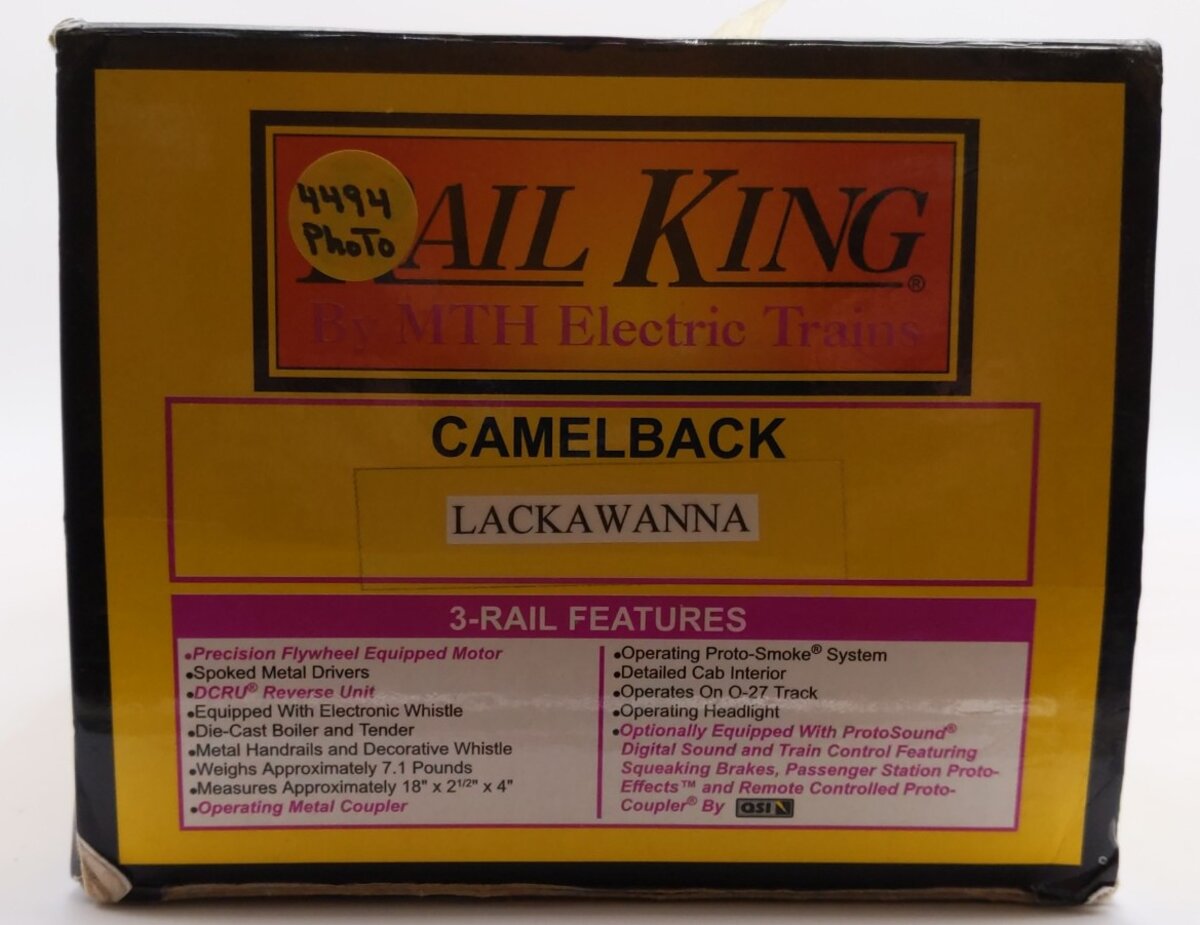 4494
PhoTo
RAIL KING®
By MTH Electric Trains
CAMELBACK
LACKAWANNA
3-RAIL FEATURES
•Precision Flywheel Equipped Motor
•Spoked Metal Drivers
•DCRU® Reverse Unit
•Equipped With Electronic Whistle
•Die-Cast Boiler and Tender
•Metal Handrails and Decorative Whistle
•Weighs Approximately 7.1 Pounds
•Measures Approximately 18" x 2 1/2" x 4"
•Operating Metal Coupler
•Operating Proto-Smoke® System
•Detailed Cab Interior
•Operates On O-27 Track
•Operating Headlight
•Optionally Equipped With ProtoSound®
Digital Sound and Train Control Featuring
Squeaking Brakes, Passenger Station Proto-
Effects™ and Remote Controlled Proto-
Coupler® By QSI